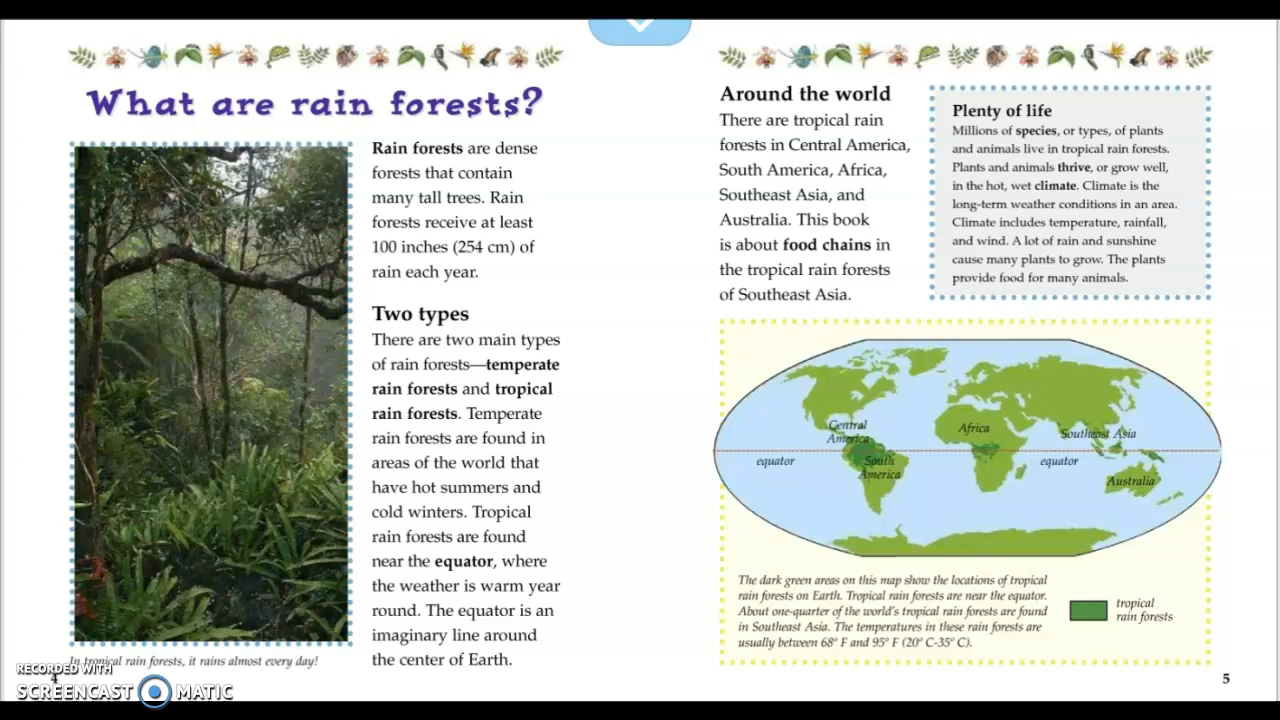 What are rain forests?
Rain forests are dense
forests that contain
many tall trees. Rain
forests receive at least
100 inches (254 cm) of
rain each year.
Two types
There are two main types
of rain forests—temperate
rain forests and tropical
rain forests. Temperate
rain forests are found in
areas of the world that
have hot summers and
cold winters. Tropical
rain forests are found
near the equator, where
the weather is warm year
round. The equator is an
imaginary line around
the center of Earth.
In tropical rain forests, it rains almost every day!
4
RECORDED WITH
SCREENCAST MATIC
Around the world
There are tropical rain
forests in Central America,
South America, Africa,
Southeast Asia, and
Australia. This book
is about food chains in
the tropical rain forests
of Southeast Asia.
Plenty of life
Millions of species, or types, of plants
and animals live in tropical rain forests.
Plants and animals thrive, or grow well,
in the hot, wet climate. Climate is the
long-term weather conditions in an area.
Climate includes temperature, rainfall,
and wind. A lot of rain and sunshine
cause many plants to grow. The plants
provide food for many animals.
Central
America
Africa
Southeast Asia
equator
South
America
equator
Australia
The dark green areas on this map show the locations of tropical
rain forests on Earth. Tropical rain forests are near the equator.
About one-quarter of the world's tropical rain forests are found
in Southeast Asia. The temperatures in these rain forests are
usually between 68° F and 95° F (20° C-35° C).
tropical
rain forests
5